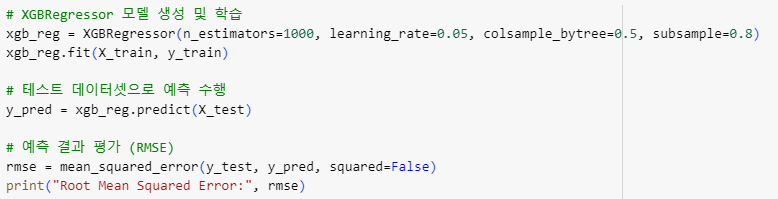 # XGBRegressor 모델 생성 및 학습
xgb_reg = XGBRegressor(n_estimators=1000, learning_rate=0.05, colsample_bytree=0.5, subsample=0.8)
xgb_reg.fit(X_train, y_train)
# 테스트 데이터셋으로 예측 수행
y_pred = xgb_reg.predict(X_test)
# 예측 결과 평가 (RMSE)
rmse = mean_squared_error(y_test, y_pred, squared=False)
print("Root Mean Squared Error:", rmse)